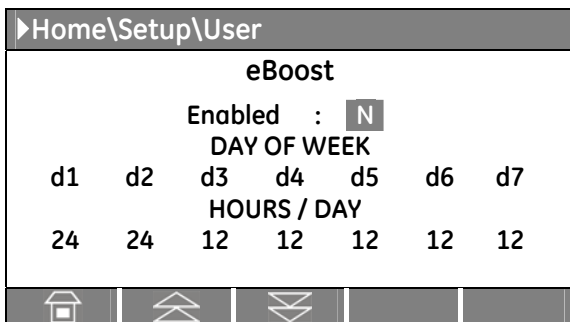 Home\Setup\User
eBoost
Enabled : N
DAY OF WEEK
d1 d2 d3 d4 d5 d6 d7
HOURS / DAY
24 24 12 12 12 12 12